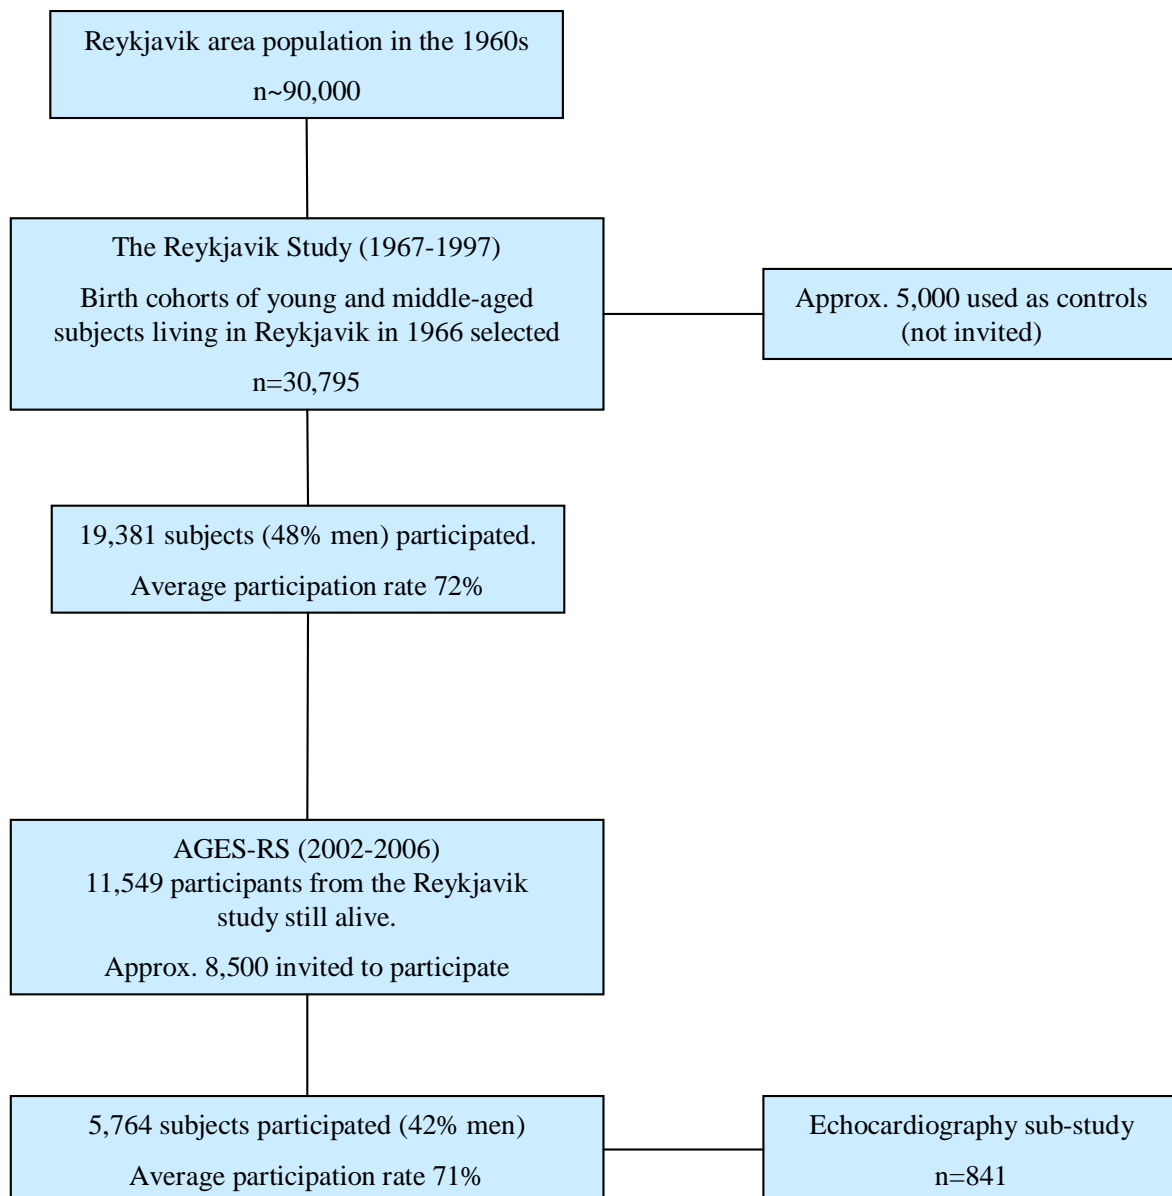 Reykjavik area population in the 1960s
n~90,000
The Reykjavik Study (1967-1997)
Birth cohorts of young and middle-aged
subjects living in Reykjavik in 1966 selected
n=30,795
Approx. 5,000 used as controls
(not invited)
19,381 subjects (48% men) participated.
Average participation rate 72%
AGES-RS (2002-2006)
11,549 participants from the Reykjavik
study still alive.
Approx. 8,500 invited to participate
5,764 subjects participated (42% men)
Average participation rate 71%
Echocardiography sub-study
n=841